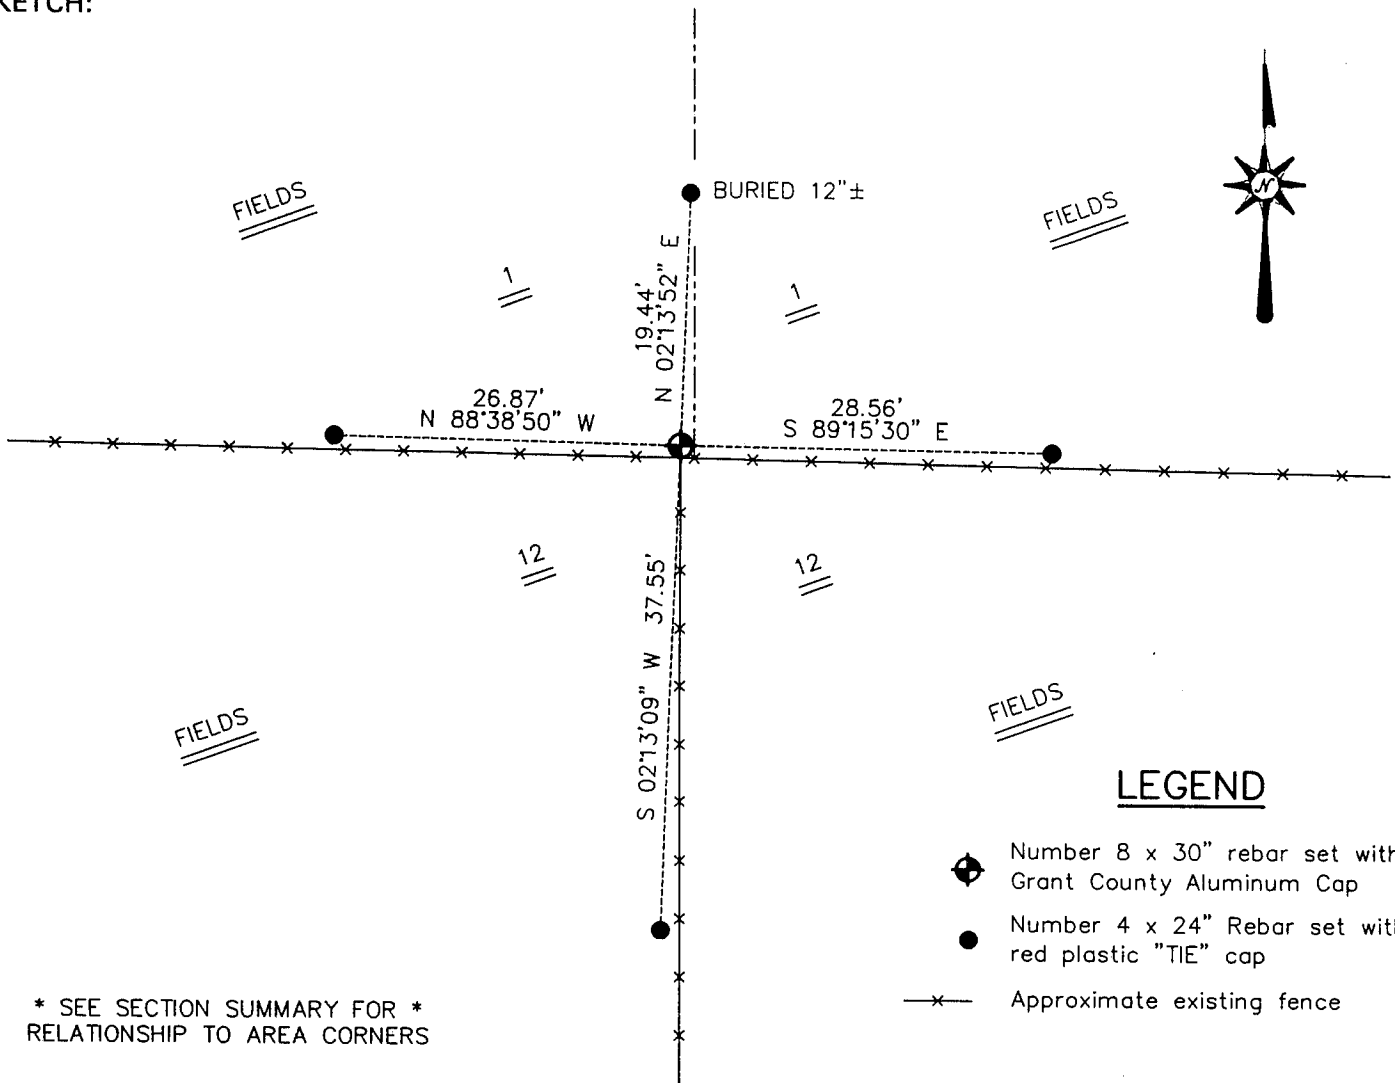 KETCH:
BURIED 12"±
FIELDS
FIELDS
N
1
1
19.44'
N 02°13'52" E
26.87'
N 88°38'50" W
28.56'
S 89°15'30" E
12
12
S 02°13'09" W 37.55'
FIELDS
FIELDS
LEGEND
Number 8 x 30" rebar set with
Grant County Aluminum Cap
Number 4 x 24" Rebar set wit
red plastic "TIE" cap
Approximate existing fence
* SEE SECTION SUMMARY FOR *
RELATIONSHIP TO AREA CORNERS